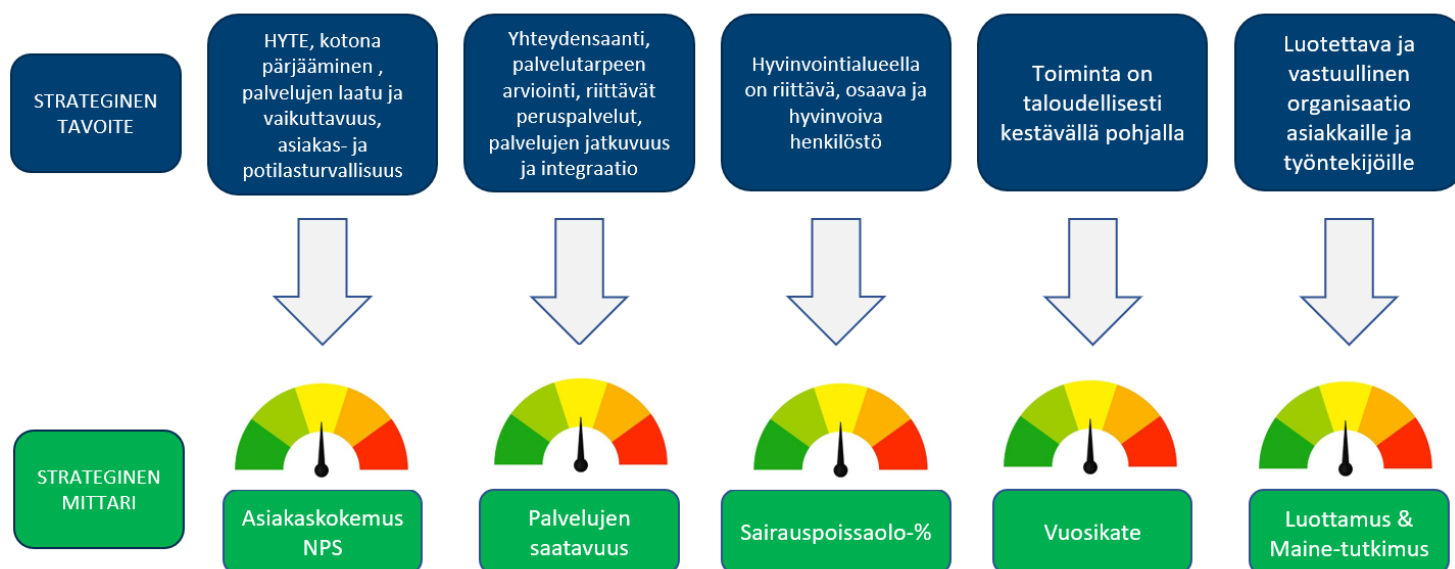 STRATEGINEN
TAVOITE
HYTE, kotona
pärjääminen ,
palvelujen laatu ja
vaikuttavuus,
asiakas- ja
potilasturvallisuus
Yhteydensaanti,
palvelutarpeen
arviointi, riittävät
peruspalvelut,
palvelujen jatkuvuus
ja integraatio
Hyvinvointialueella
on riittävä, osaava ja
hyvinvoiva
henkilöstö
Toiminta on
taloudellisesti
kestävällä pohjalla
Luotettava ja
vastuullinen
organisaatio
asiakkaille ja
työntekijöille
STRATEGINEN
MITTARI
Asiakaskokemus
NPS
Palvelujen
saatavuus
Sairauspoissaolo-%
Vuosikate
Luottamus &
Maine-tutkimus